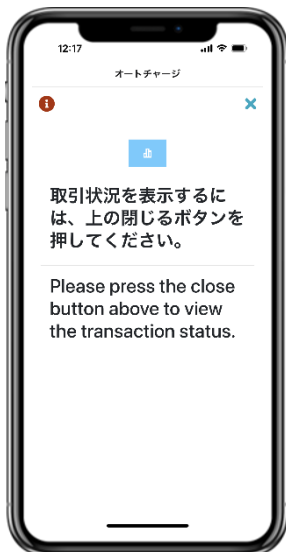 12:17
オートチャージ
取引状況を表示するに
は、上の閉じるボタンを
押してください。
Please press the close
button above to view
the transaction status.